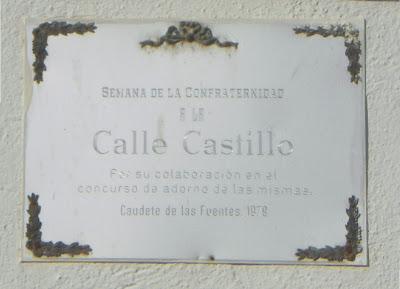 SEMANA DE LA CONFRATERNIDAD
A LA
Calle Castillo
Por su colaboración en el
concurso de adorno de las mismas.
Caudete de las Fuentes, 1978